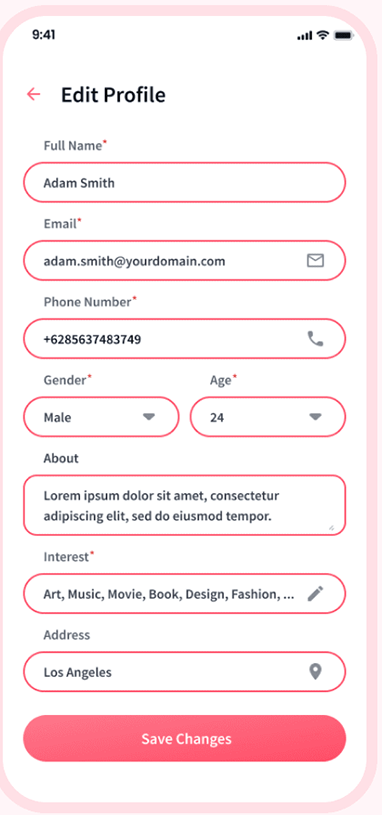 9:41
Edit Profile
Full Name*
Adam Smith
Email*
adam.smith@yourdomain.com
Phone Number*
+6285637483749
Gender* Age*
Male 24
About
Lorem ipsum dolor sit amet, consectetur
adipiscing elit, sed do eiusmod tempor.
Interest*
Art, Music, Movie, Book, Design, Fashion, ...
Address
Los Angeles
Save Changes